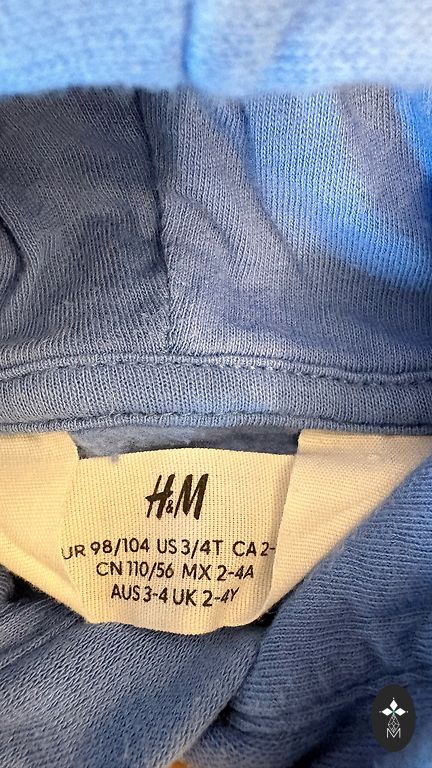 H&M
UR 98/104 US 3/4T CA 2-
CN 110/56 MX 2-4A
AUS 3-4 UK 2-4Y